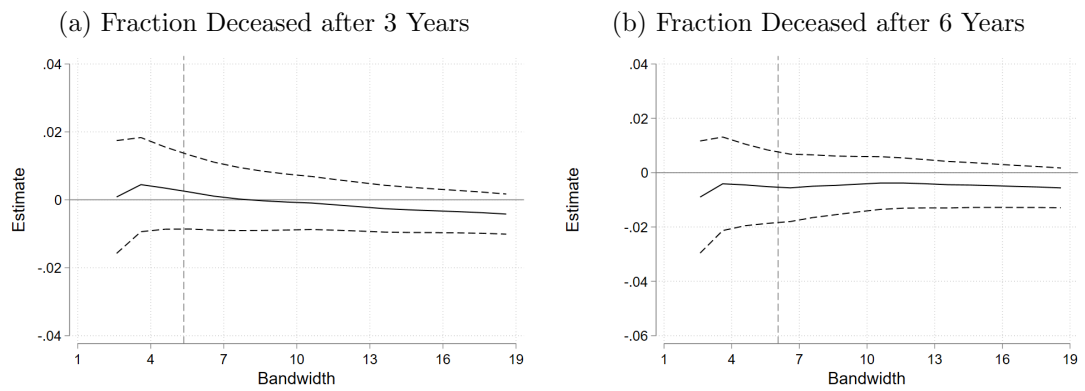 (a) Fraction Deceased after 3 Years
.04
.02
0
-.02
-.04
Estimate
1 4 7 10 13 16 19
Bandwidth
(b) Fraction Deceased after 6 Years
.04
.02
0
-.02
-.04
-.06
Estimate
1 4 7 10 13 16 19
Bandwidth